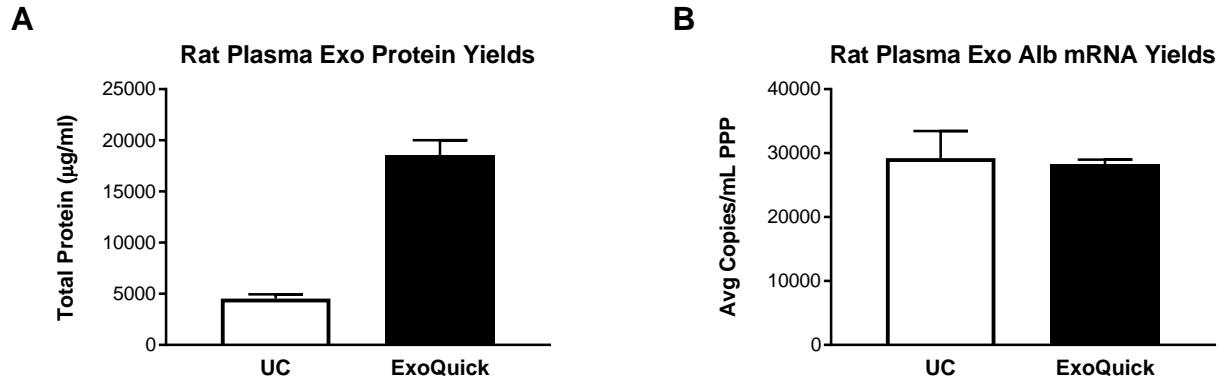 A
Rat Plasma Exo Protein Yields
Total Protein (μg/ml)
25000
20000
15000
10000
5000
0
UC
ExoQuick
B
Rat Plasma Exo Alb mRNA Yields
Avg Copies/mL PPP
40000
30000
20000
10000
0
UC
ExoQuick